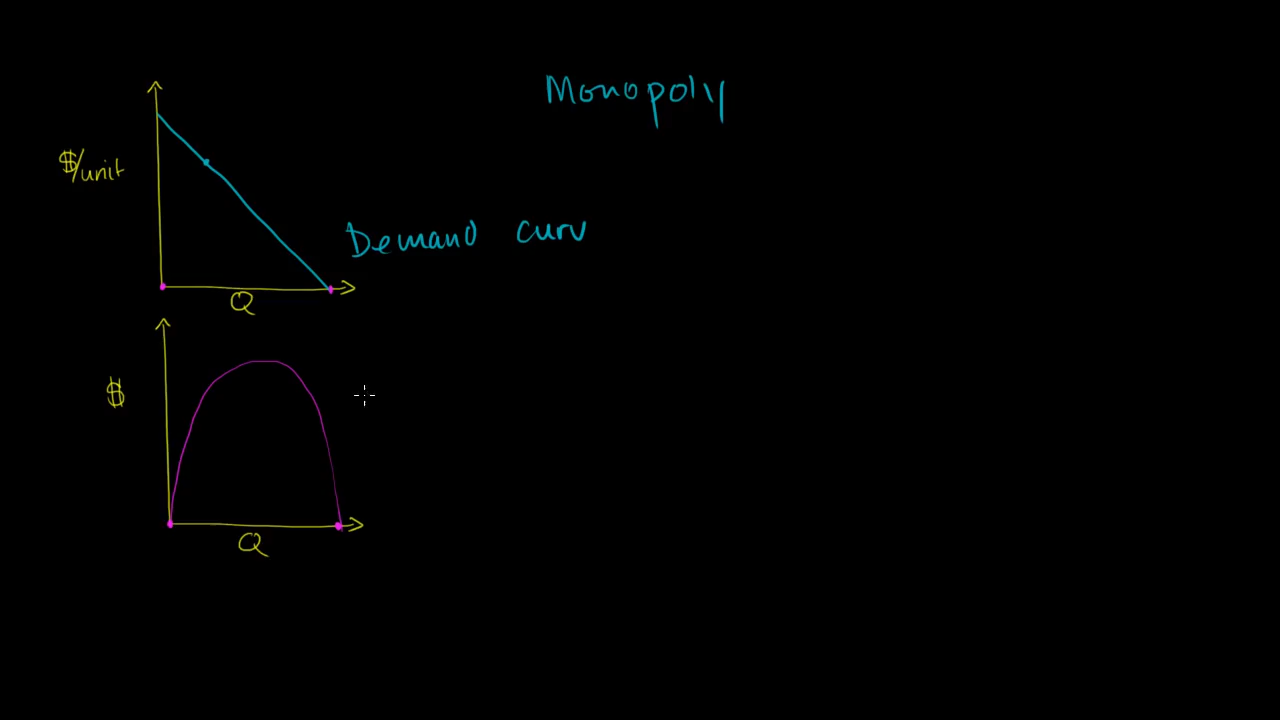 Monopoly
$/unit
Demand curv
Q
$
Q